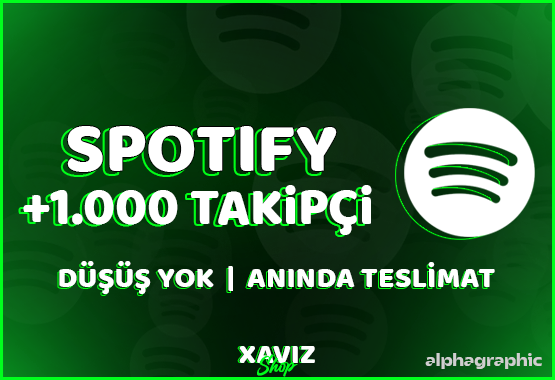 SPOTIFY
+1.000 TAKİPÇİ
DÜŞÜŞ YOK | ANINDA TESLİMAT
XAVIZ
Shop
alphagraphic